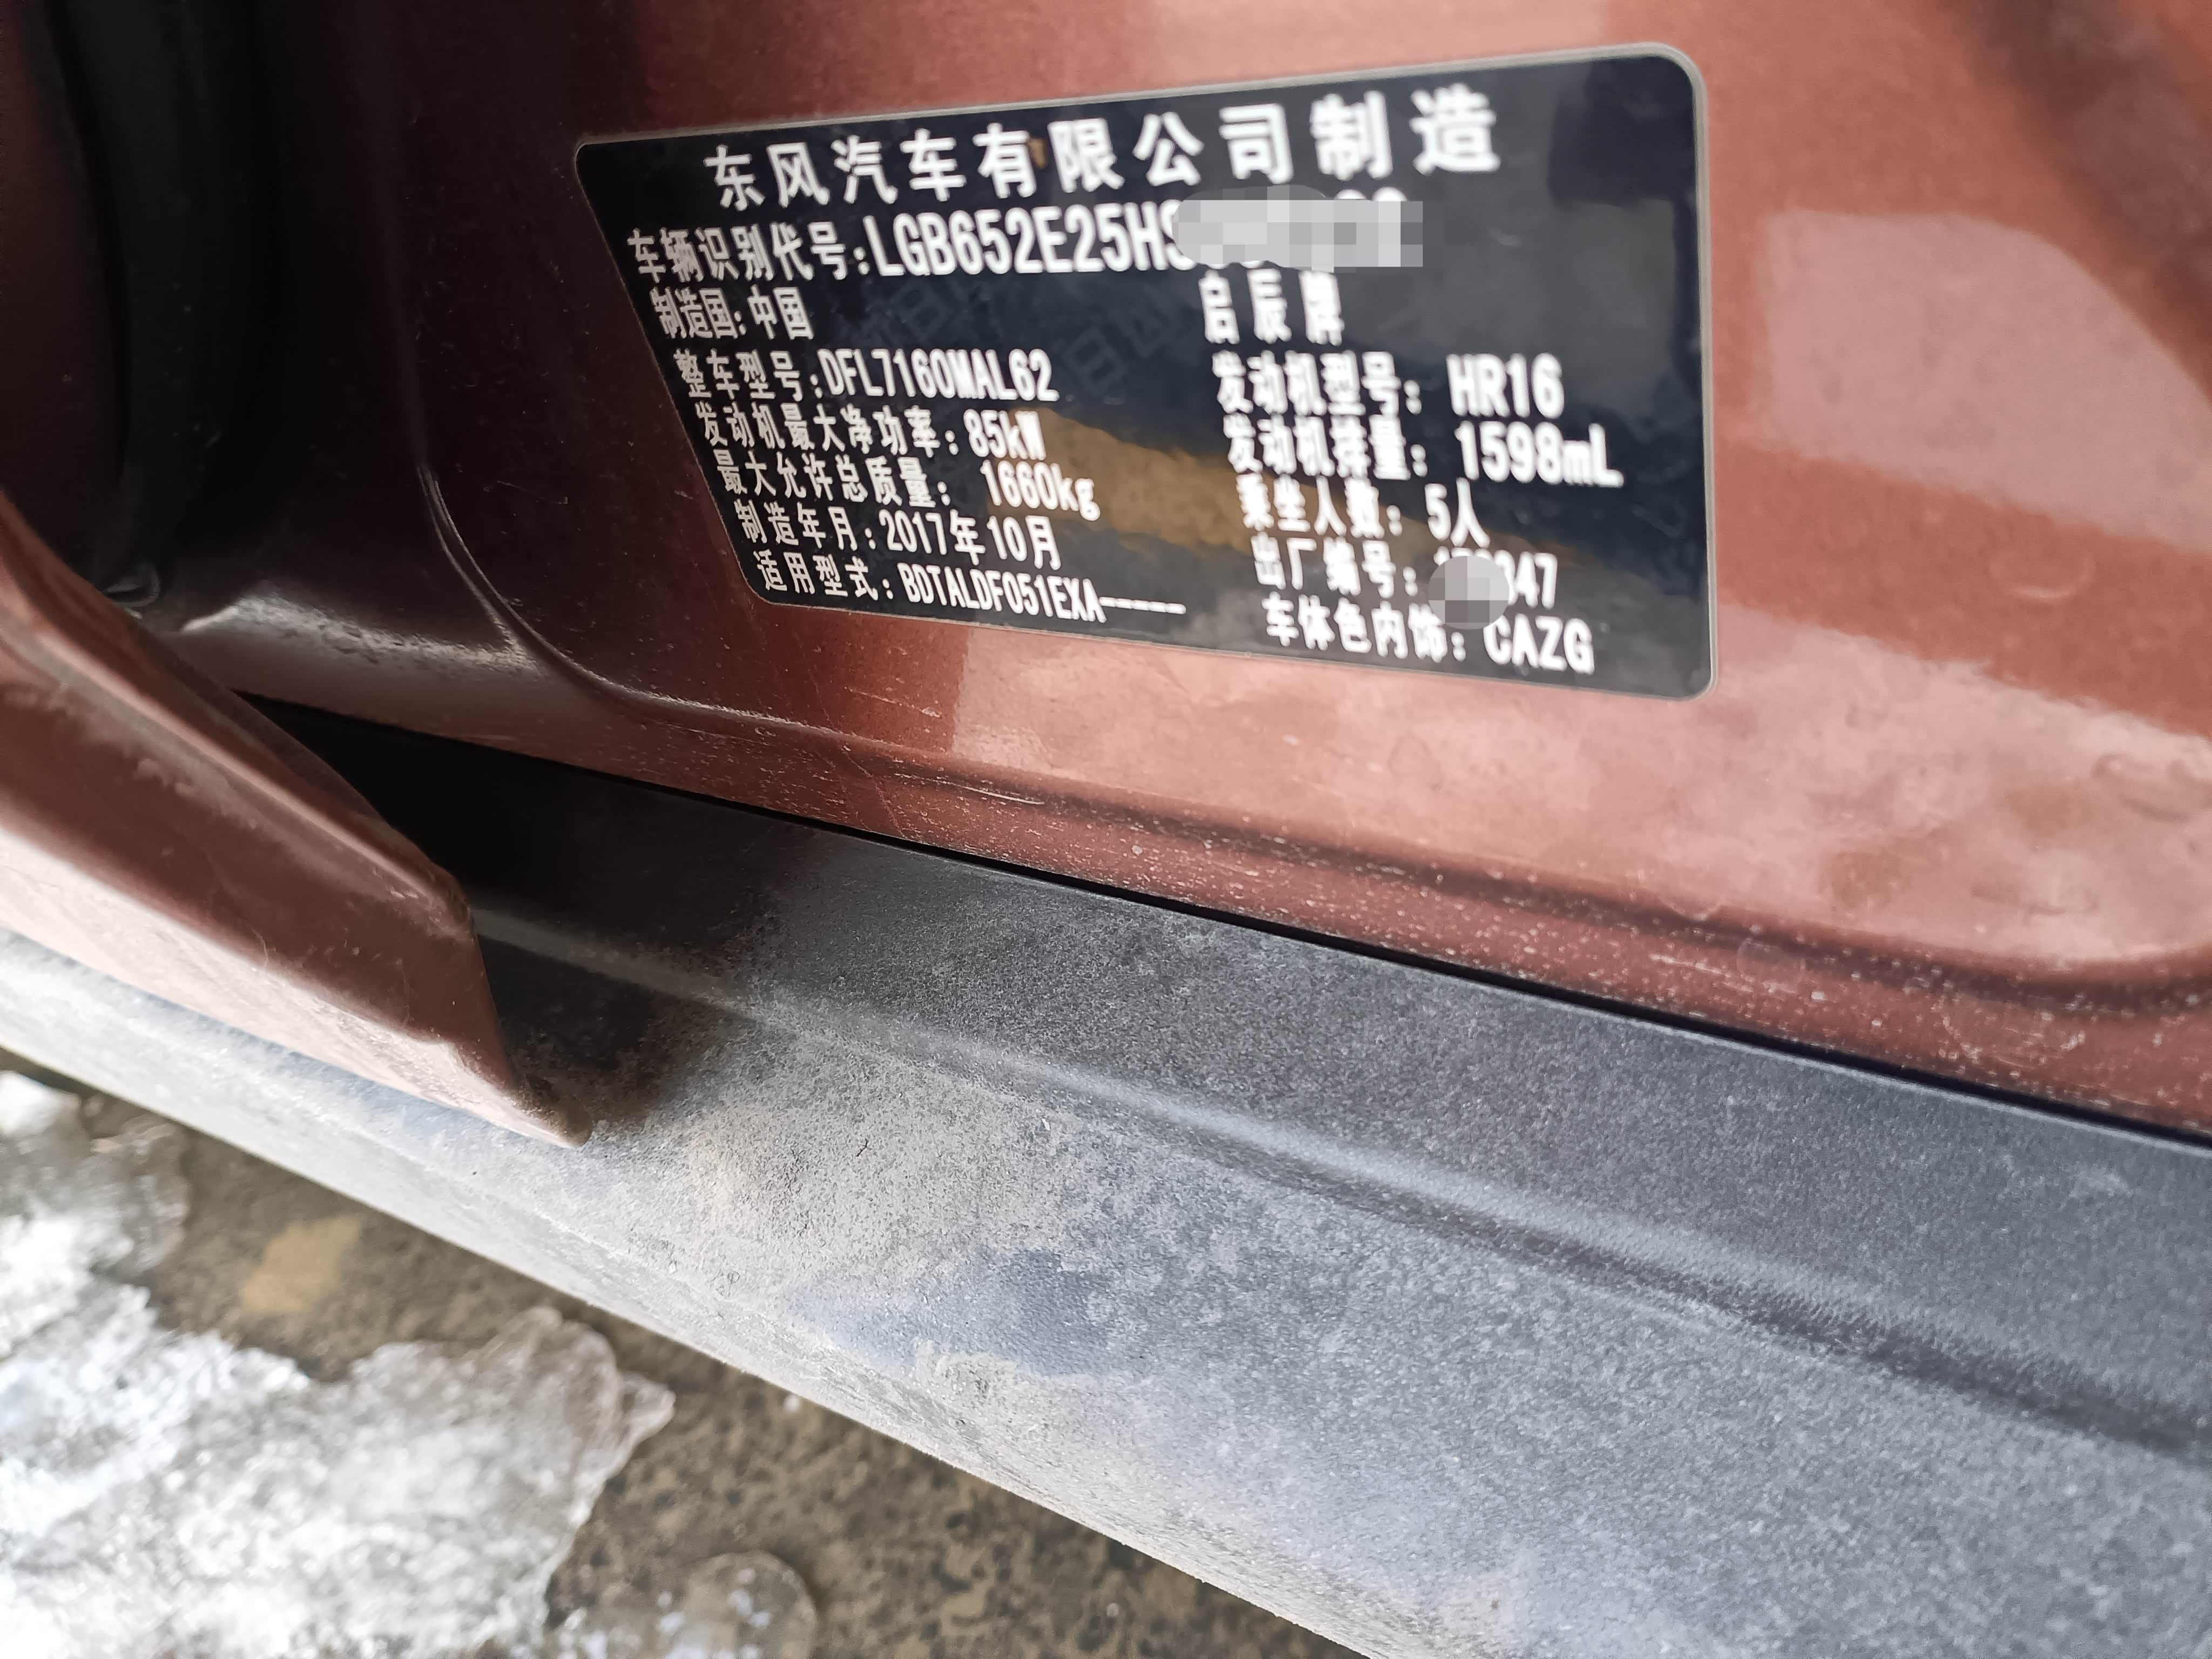 东风汽车有限公司制造
车辆识别代号:LGB652E25HS
制造国:中国 启辰牌
整车型号:DFL7160MAL62 发动机型号: HR16
发动机最大净功率:85kW 发动机排量: 1598mL
最大允许总质量: 1660kg 乘坐人数: 5人
制造年月:2017年10月 出厂编号: 347
适用型式:BDTALDF051EXA----- 车体色内饰: CAZG